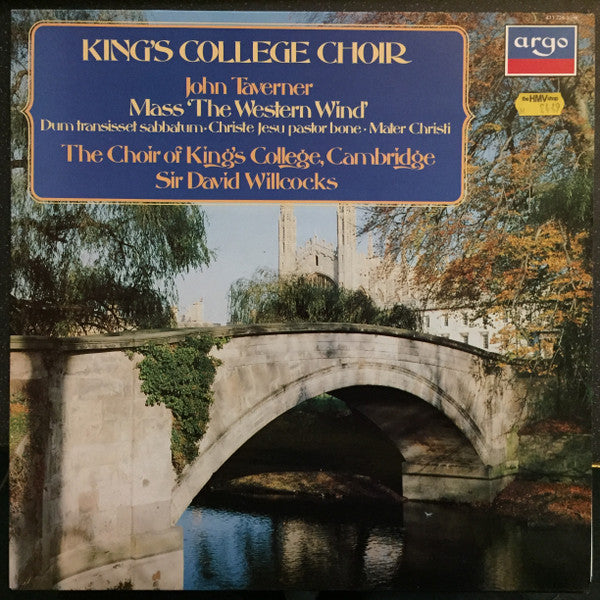 KING'S COLLEGE CHOIR
John Taverner
Mass 'The Western Wind'
Dum transisset sabbatum · Christe Jesu pastor bone · Mater Christi
The Choir of King's College, Cambridge
Sir David Willcocks
argo
the HMV shop